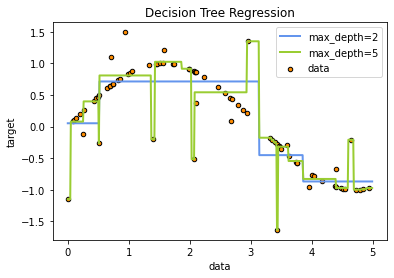 Decision Tree Regression
max_depth=2
max_depth=5
data
target
1.5
1.0
0.5
0.0
−0.5
−1.0
−1.5
0
1
2
3
4
5
data